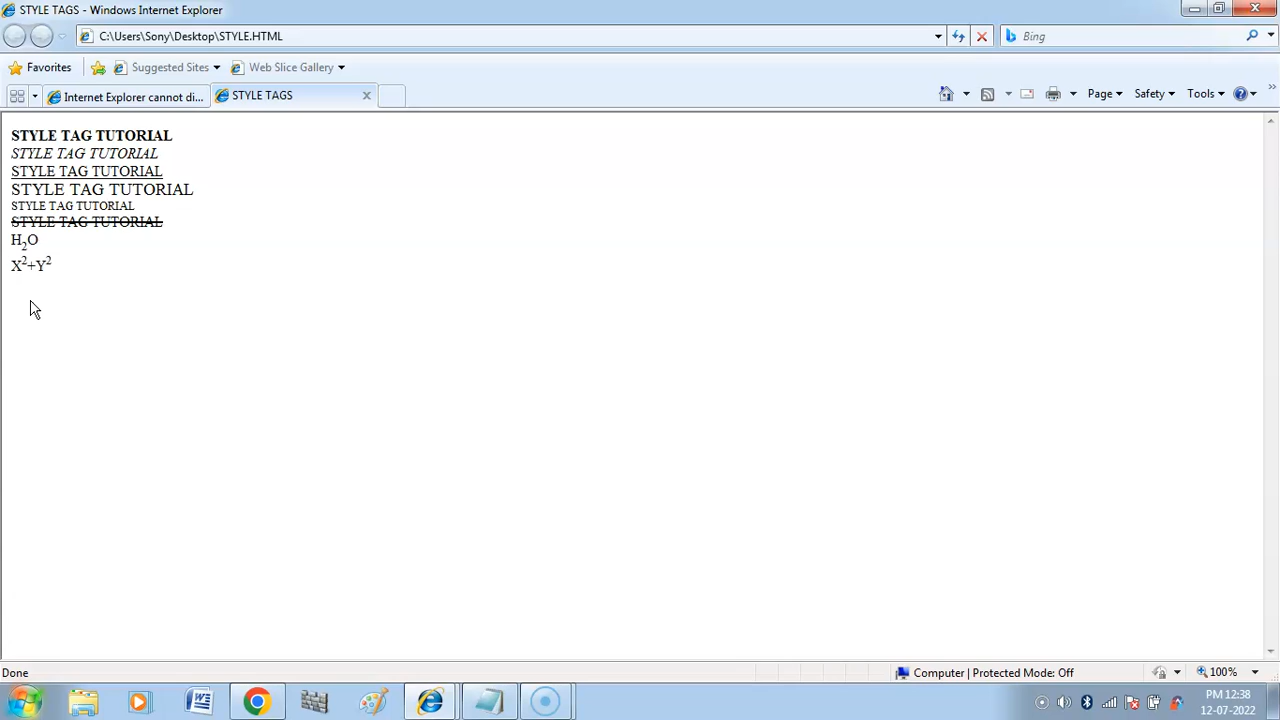 STYLE TAGS - Windows Internet Explorer
C:\Users\Sony\Desktop\STYLE.HTML
Bing
Favorites
Suggested Sites
Web Slice Gallery
Internet Explorer cannot di...
STYLE TAGS
Page
Safety
Tools
STYLE TAG TUTORIAL
STYLE TAG TUTORIAL
STYLE TAG TUTORIAL
STYLE TAG TUTORIAL
STYLE TAG TUTORIAL
STYLE TAG TUTORIAL
H₂O
X²+Y²
Done
Computer | Protected Mode: Off
100%
PM 12:38
12-07-2022